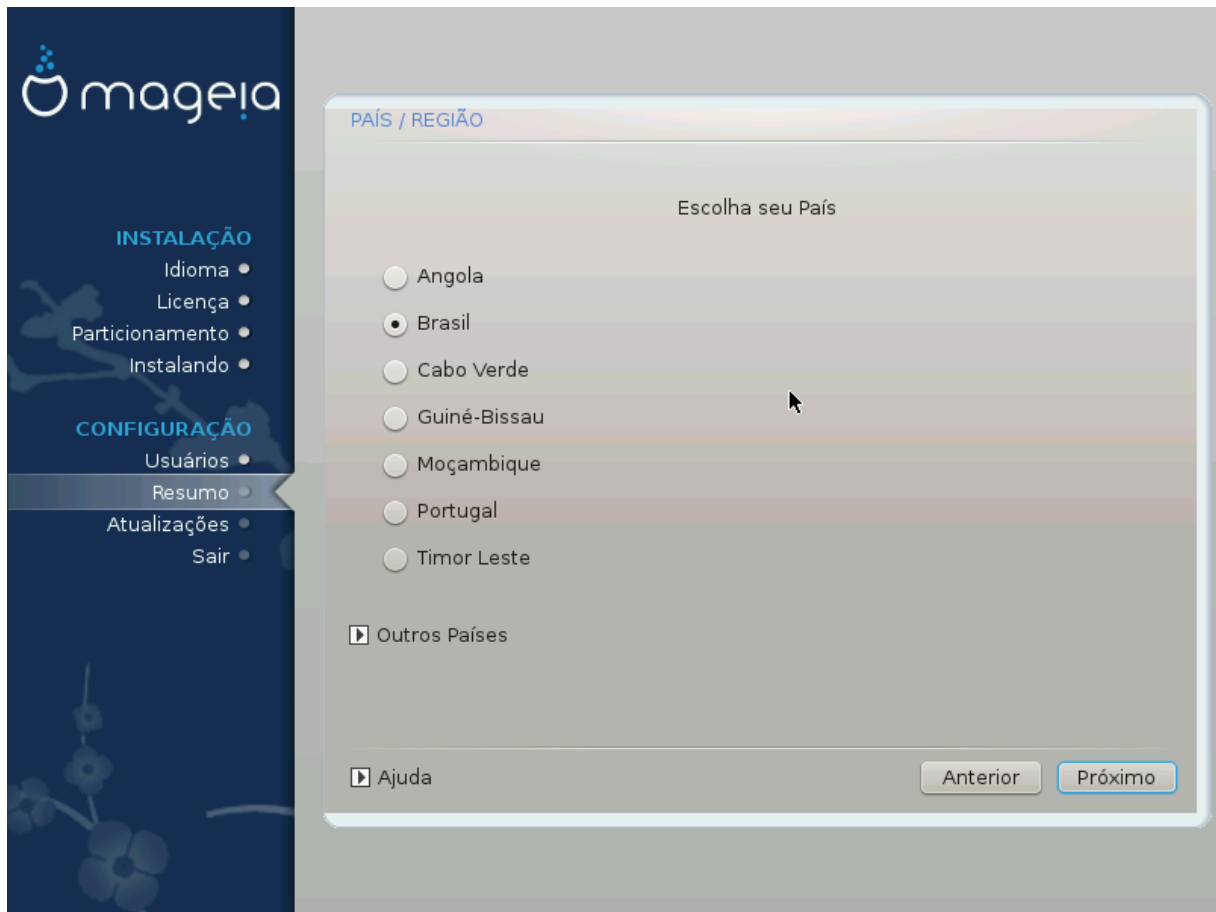 mageia
INSTALAÇÃO
Idioma
Licença
Particionamento
Instalando
CONFIGURAÇÃO
Usuários
Resumo
Atualizações
Sair
PAÍS / REGIÃO
Escolha seu País
Angola
Brasil
Cabo Verde
Guiné-Bissau
Moçambique
Portugal
Timor Leste
Outros Países
Ajuda
Anterior
Próximo